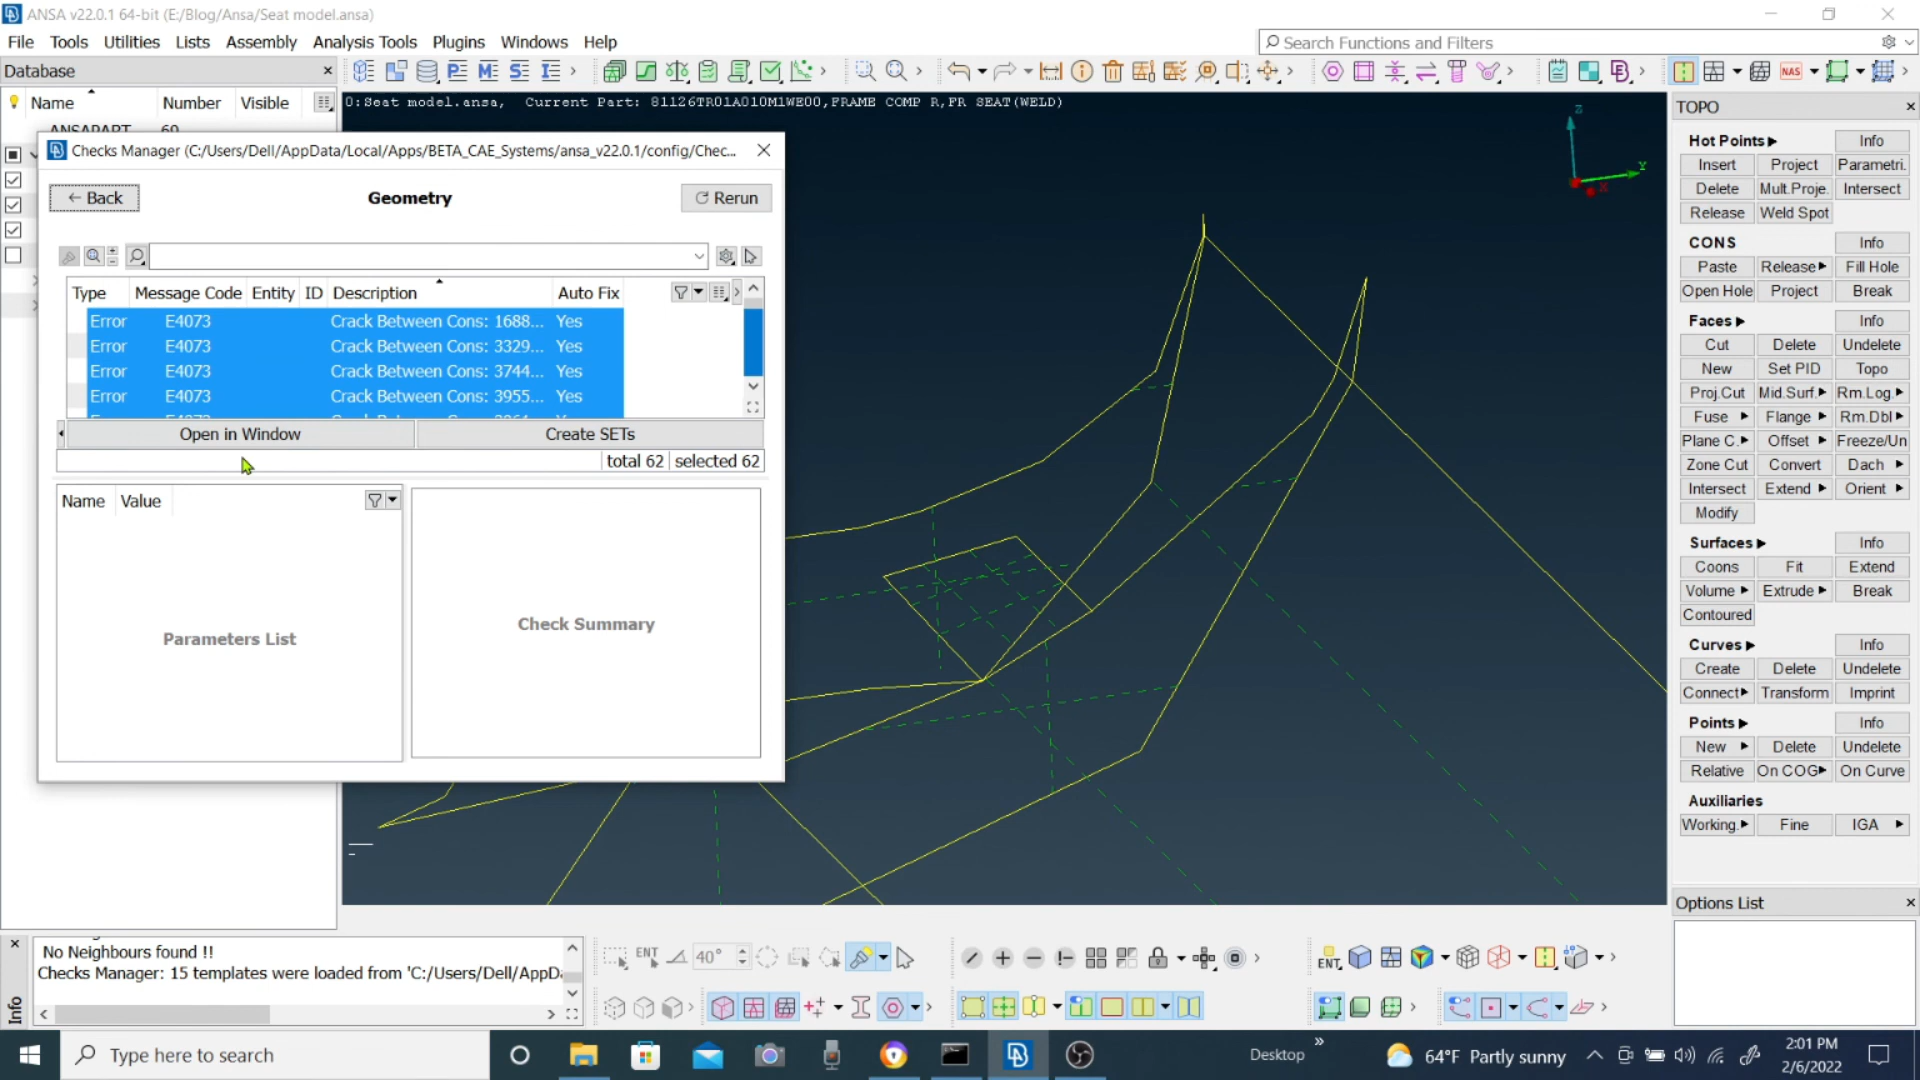 ANSA v22.0.1 64-bit (E:/Blog/Ansa/Seat model.ansa)
File Tools Utilities Lists Assembly Analysis Tools Plugins Windows Help
Search Functions and Filters
Database
Name Number Visible
ANSAPART 60
0:Seat model.ansa, Current Part: 81126TR01A010M1WE00,FRAME COMP R,FR SEAT(WELD)
Checks Manager (C:/Users/Dell/AppData/Local/Apps/BETA_CAE_Systems/ansa_v22.0.1/config/Chec...
← Back
Geometry
Rerun
Type Message Code Entity ID Description Auto Fix
Error E4073 Crack Between Cons: 1688... Yes
Error E4073 Crack Between Cons: 3329... Yes
Error E4073 Crack Between Cons: 3744... Yes
Error E4073 Crack Between Cons: 3955... Yes
Open in Window Create SETs
total 62 selected 62
Name Value
Parameters List
Check Summary
Z
Y
X
NAS
TOPO
Hot Points Info
Insert Project Parametri.
Delete Mult.Proje. Intersect
Release Weld Spot
CONS Info
Paste Release Fill Hole
Open Hole Project Break
Faces Info
Cut Delete Undelete
New Set PID Topo
Proj.Cut Mid.Surf. Rm.Log.
Fuse Flange Rm.Dbl
Plane C. Offset Freeze/Un
Zone Cut Convert Dach
Intersect Extend Orient
Modify
Surfaces Info
Coons Fit Extend
Volume Extrude Break
Contoured
Curves Info
Create Delete Undelete
Connect Transform Imprint
Points Info
New Delete Undelete
Relative On COG On Curve
Auxiliaries
Working. Fine IGA
Options List
No Neighbours found !!
Checks Manager: 15 templates were loaded from 'C:/Users/Dell/AppD
Info
ENT 40°
ENT
Type here to search
Desktop
64°F Partly sunny
2:01 PM
2/6/2022